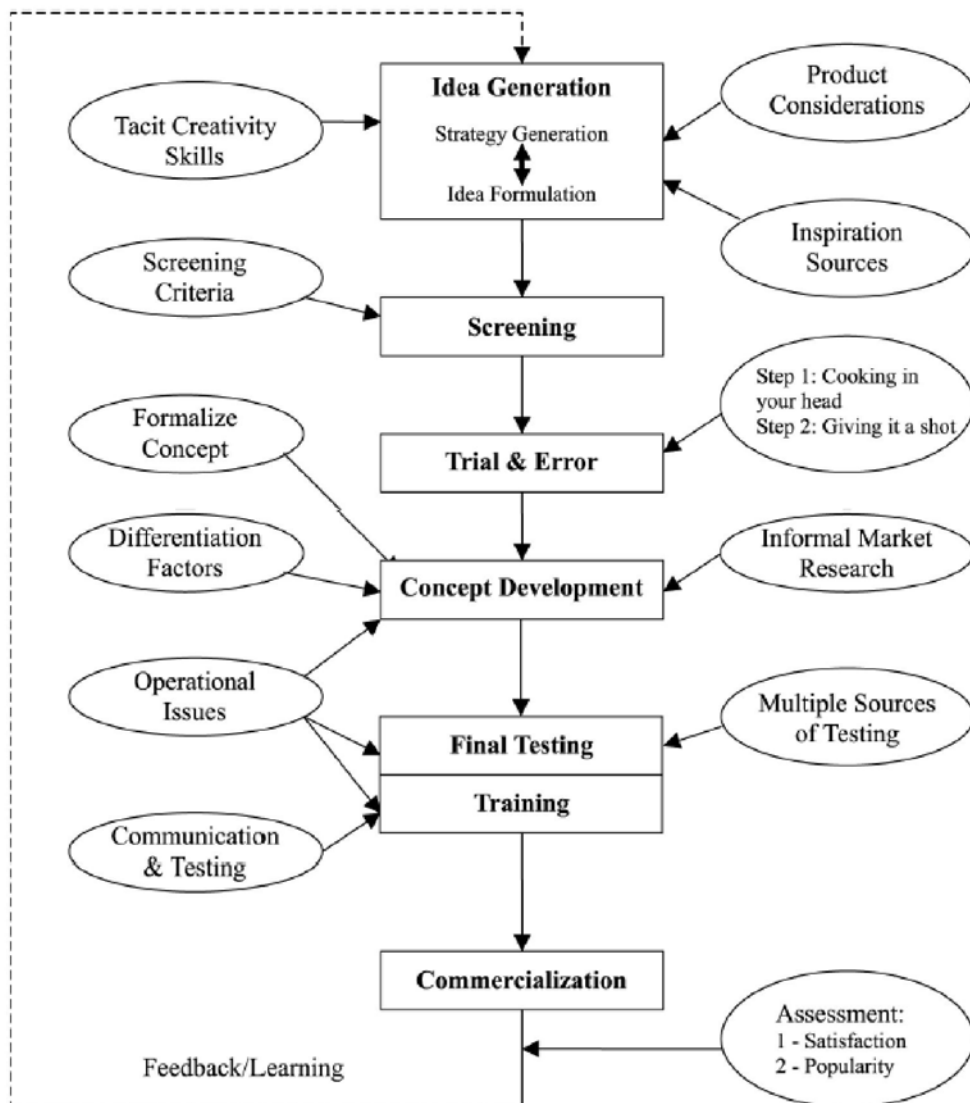 Idea Generation
Strategy Generation
Idea Formulation
Tacit Creativity
Skills
Product
Considerations
Inspiration
Sources
Screening
Criteria
Screening
Step 1: Cooking in
your head
Step 2: Giving it a shot
Trial & Error
Formalize
Concept
Differentiation
Factors
Informal Market
Research
Concept Development
Operational
Issues
Multiple Sources
of Testing
Final Testing
Training
Communication
& Testing
Commercialization
Assessment:
1 - Satisfaction
2 - Popularity
Feedback/Learning